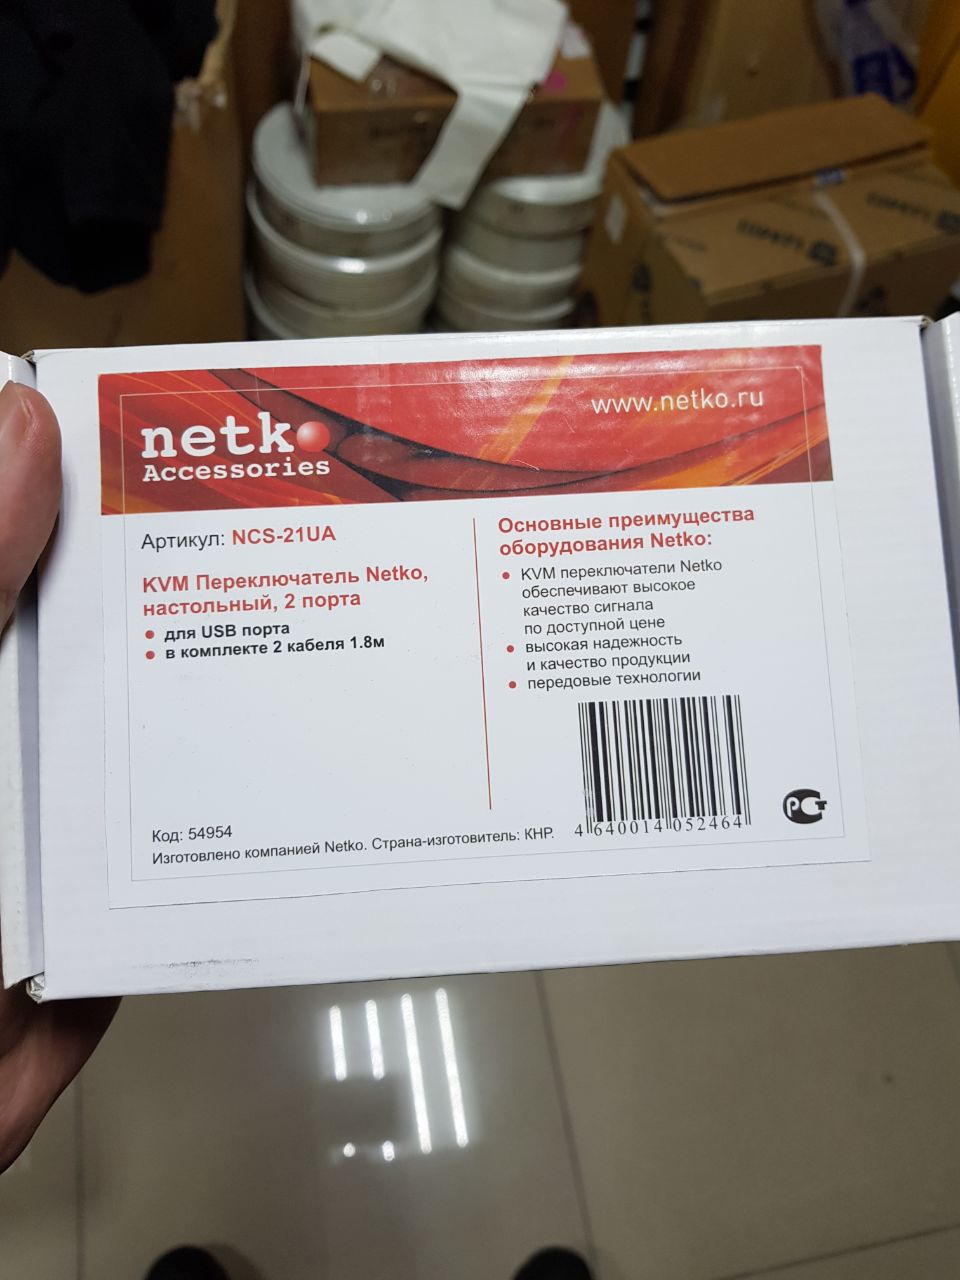 netko
Accessories
www.netko.ru
Артикул: NCS-21UA
KVM Переключатель Netko,
настольный, 2 порта
• для USB порта
• в комплекте 2 кабеля 1.8м
Основные преимущества
оборудования Netko:
• KVM переключатели Netko
обеспечивают высокое
качество сигнала
по доступной цене
• высокая надежность
и качество продукции
• передовые технологии
4 640014 052464
РСТ
Код: 54954
Изготовлено компанией Netko. Страна-изготовитель: КНР.